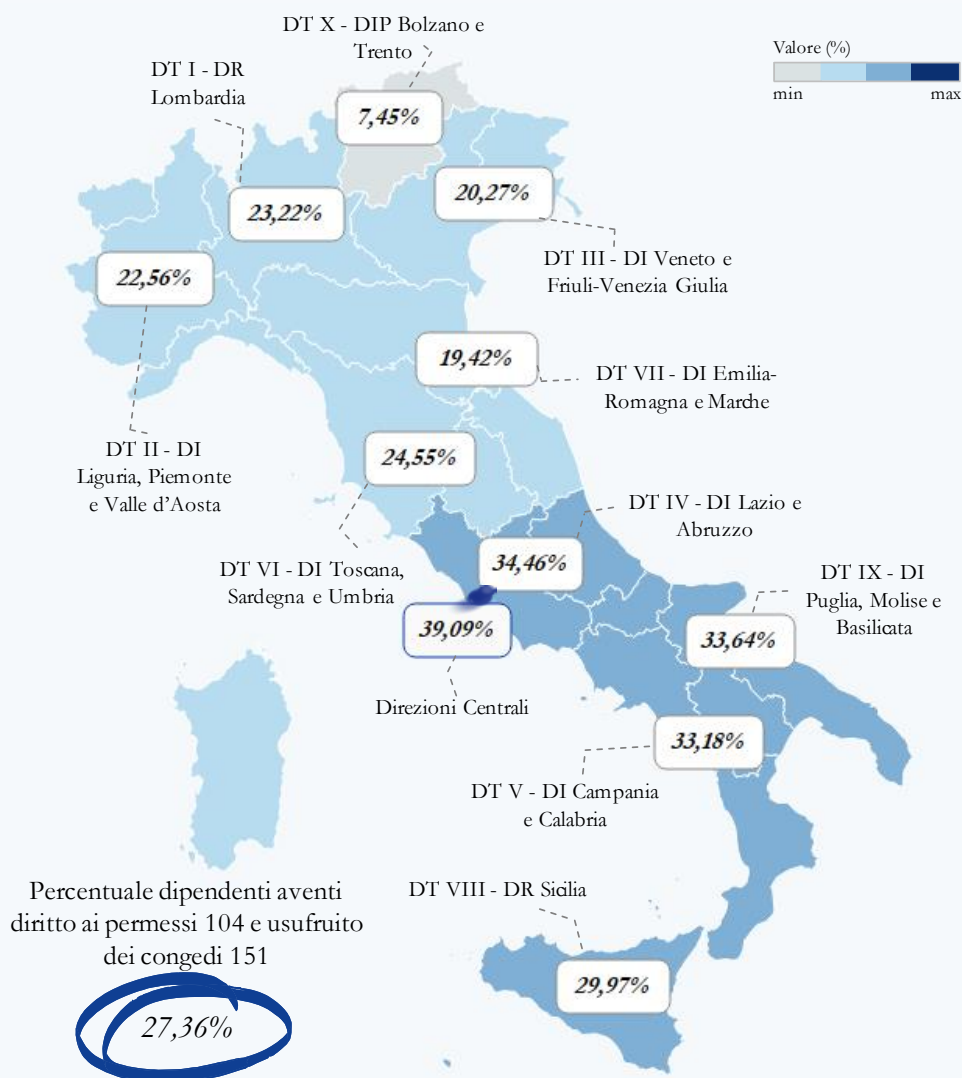 DT X - DIP Bolzano e
Trento
Valore (%)
min
max
DT I - DR
Lombardia
7,45%
20,27%
23,22%
DT III - DI Veneto e
Friuli-Venezia Giulia
22,56%
19,42%
DT VII - DI Emilia-
Romagna e Marche
DT II - DI
Liguria, Piemonte
e Valle d'Aosta
24,55%
DT IV - DI Lazio e
Abruzzo
34,46%
DT VI - DI Toscana,
Sardegna e Umbria
DT IX - DI
Puglia, Molise e
Basilicata
39,09%
33,64%
Direzioni Centrali
33,18%
DT V - DI Campania
e Calabria
DT VIII - DR Sicilia
29,97%
Percentuale dipendenti aventi
diritto ai permessi 104 e usufruito
dei congedi 151
27,36%